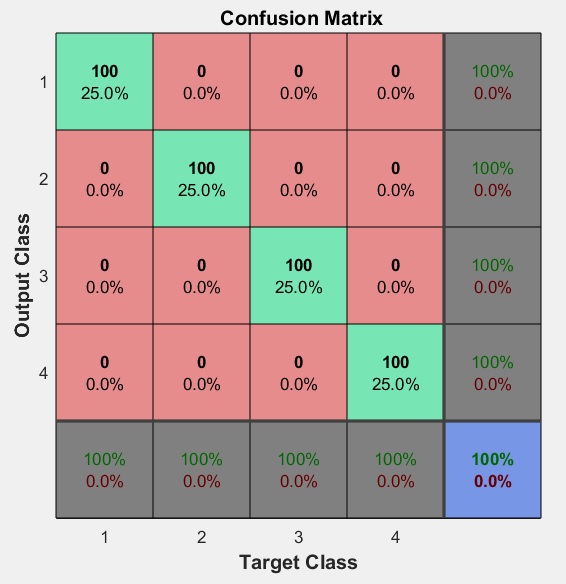 Confusion Matrix
1 100 0 0 0 100%
25.0% 0.0% 0.0% 0.0% 0.0%
2 0 100 0 0 100%
0.0% 25.0% 0.0% 0.0% 0.0%
3 0 0 100 0 100%
0.0% 0.0% 25.0% 0.0% 0.0%
4 0 0 0 100 100%
0.0% 0.0% 0.0% 25.0% 0.0%
100% 100% 100% 100% 100%
0.0% 0.0% 0.0% 0.0% 0.0%
1 2 3 4
Target Class
Output Class